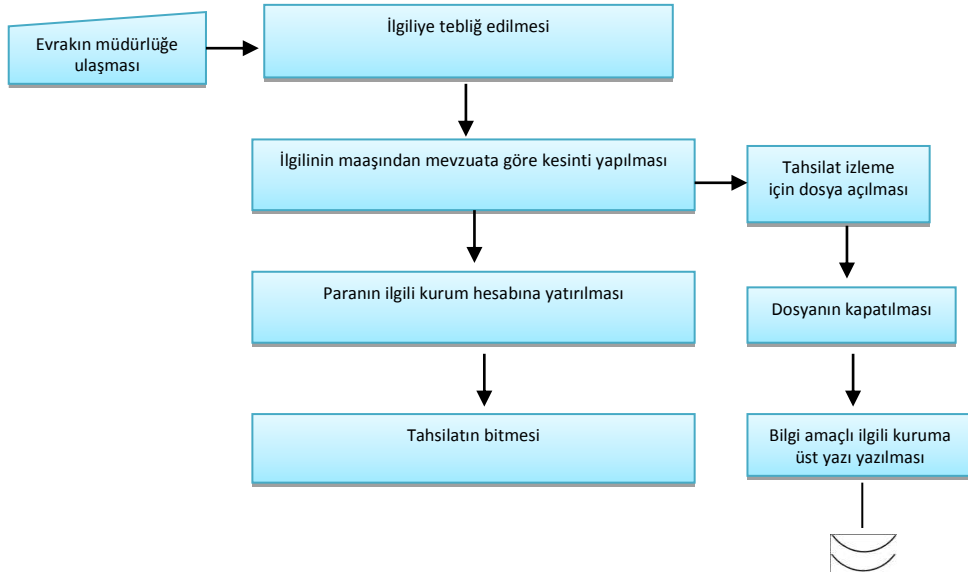 Evrakın müdürlüğe
ulaşması
İlgiliye tebliğ edilmesi
İlgilinin maaşından mevzuata göre kesinti yapılması
Tahsilat izleme
için dosya açılması
Paranın ilgili kurum hesabına yatırılması
Dosyanın kapatılması
Tahsilatın bitmesi
Bilgi amaçlı ilgili kuruma
üst yazı yazılması